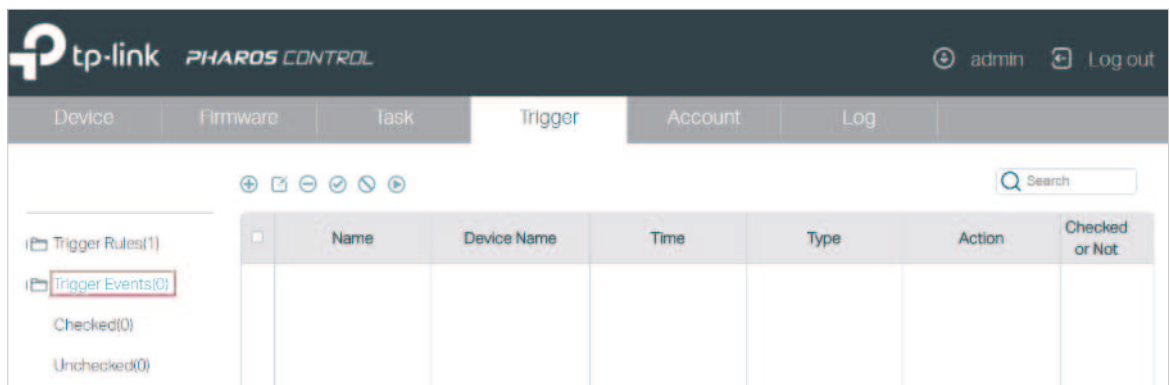 tp-link PHAROS CONTROL admin Log out
Device Firmware Task Trigger Account Log
Search
Trigger Rules(1)
Trigger Events(0)
Checked(0)
Unchecked(0)
Name Device Name Time Type Action Checked
or Not